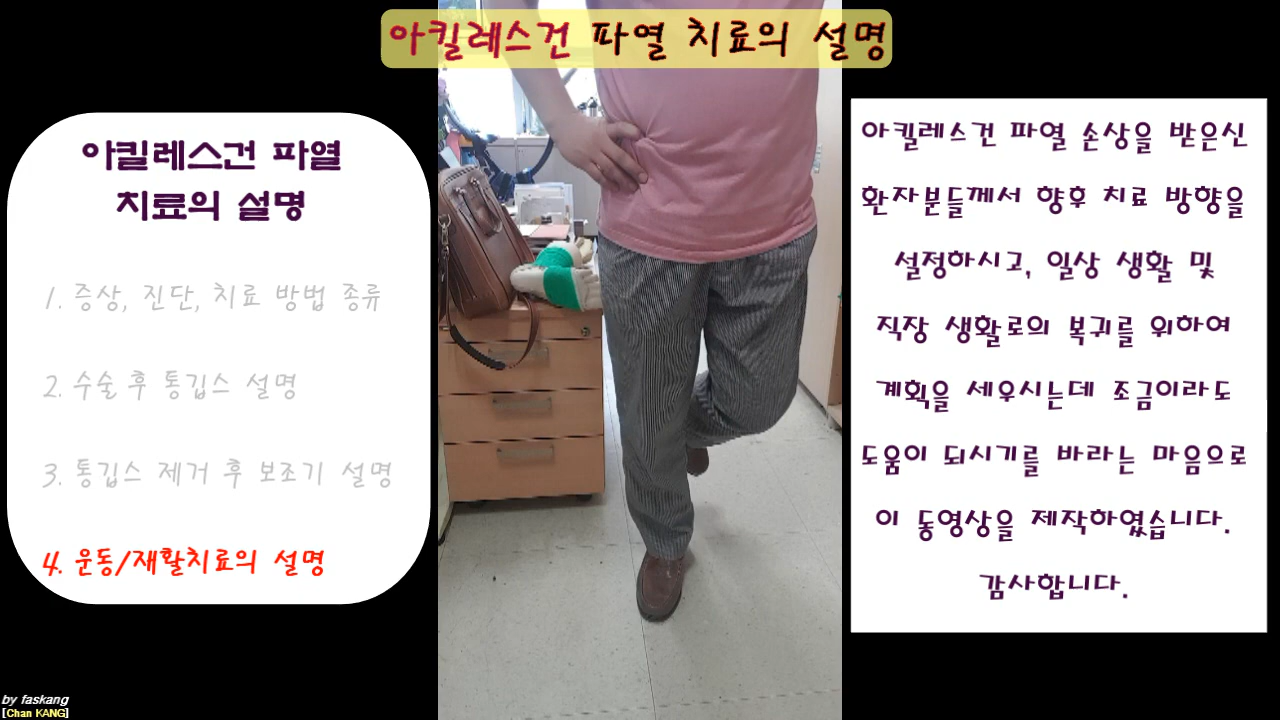 아킬레스건 파열 치료의 설명
아킬레스건 파열
치료의 설명
1. 증상, 진단, 치료 방법 종류
2. 수술 후 통깁스 설명
3. 통깁스 제거 후 보조기 설명
4. 운동/재활치료의 설명
아킬레스건 파열 손상을 받은신
환자분들께서 향후 치료 방향을
설정하시고, 일상 생활 및
직장 생활로의 복귀를 위하여
계획을 세우시는데 조금이라도
도움이 되시기를 바라는 마음으로
이 동영상을 제작하였습니다.
감사합니다.
by faskang
[Chan KANG]